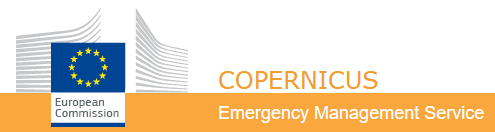 COPERNICUS
European
Commission
Emergency Management Service